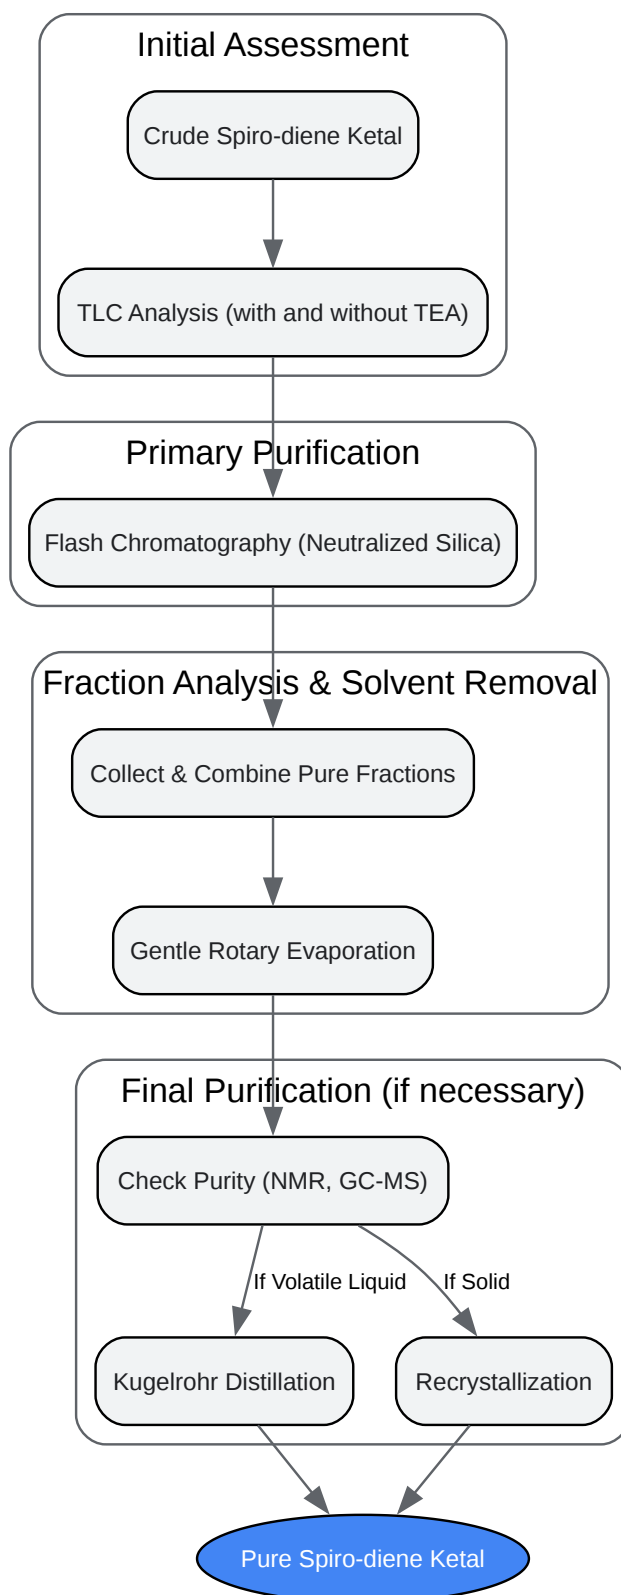 Initial Assessment
Crude Spiro-diene Ketal
TLC Analysis (with and without TEA)
Primary Purification
Flash Chromatography (Neutralized Silica)
Fraction Analysis & Solvent Removal
Collect & Combine Pure Fractions
Gentle Rotary Evaporation
Final Purification (if necessary)
Check Purity (NMR, GC-MS)
If Volatile Liquid
If Solid
Kugelrohr Distillation
Recrystallization
Pure Spiro-diene Ketal